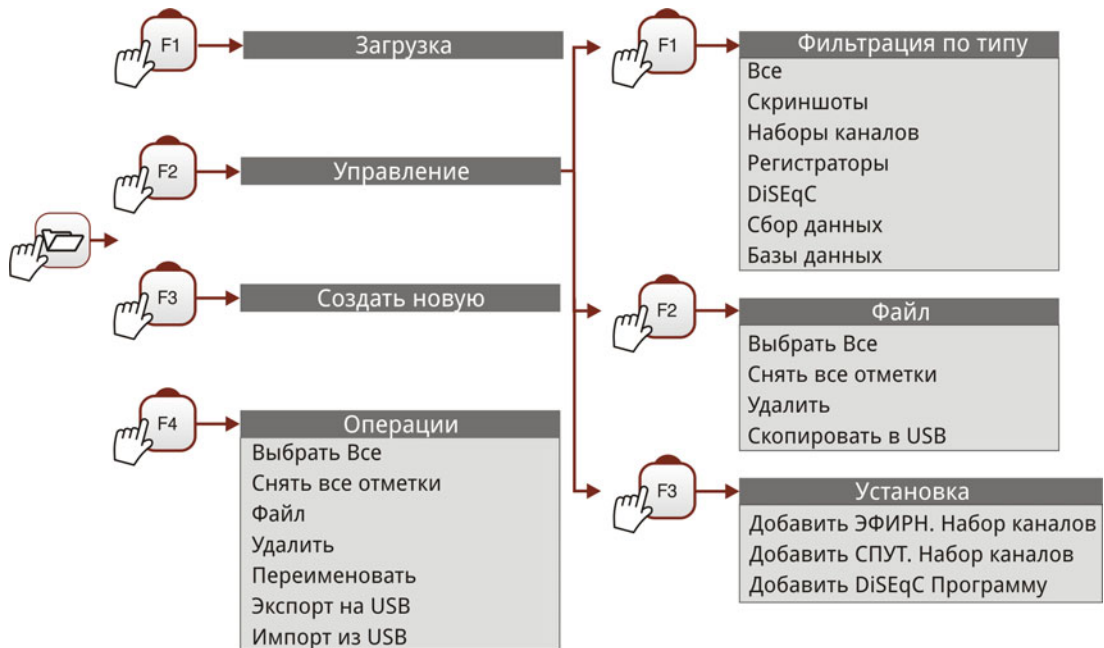 F1
Загрузка
F2
Управление
F3
Создать новую
F4
Операции
Выбрать Все
Снять все отметки
Файл
Удалить
Переименовать
Экспорт на USB
Импорт из USB
F1
Фильтрация по типу
Все
Скриншоты
Наборы каналов
Регистраторы
DiSEqC
Сбор данных
Базы данных
F2
Файл
Выбрать Все
Снять все отметки
Удалить
Скопировать в USB
F3
Установка
Добавить ЭФИРН. Набор каналов
Добавить СПУТ. Набор каналов
Добавить DiSEqC Программу